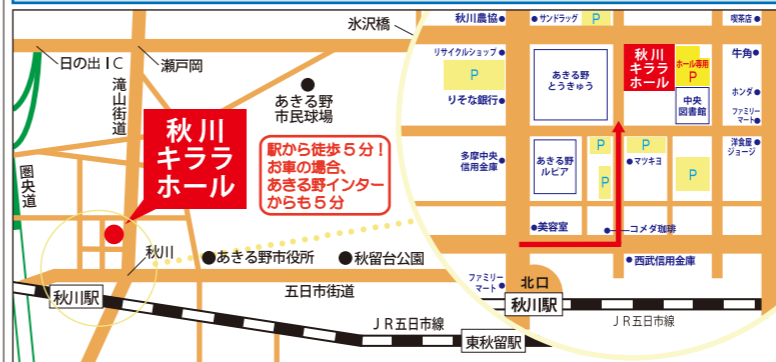 氷沢橋
日の出IC
瀬戸岡
滝山街道
あきる野
市民球場
秋川
キララ
ホール
駅から徒歩5分！
お車の場合、
あきる野インター
からも5分
圏央道
秋川
あきる野市役所
秋留台公園
五日市街道
秋川駅
JR五日市線
東秋留駅
秋川農協
サンドラッグ
P
喫茶店
リサイクルショップ
P
りそな銀行
あきる野
とうきゅう
秋川
キララ
ホール
ホール専用
P
中央
図書館
牛角
ホンダ
ファミリー
マート
多摩中央
信用金庫
あきる野
ルピア
P
P
P
マツキヨ
P
洋食屋
ジョージ
美容室
コメダ珈琲
西武信用金庫
ファミリー
マート
北口
秋川駅
JR五日市線